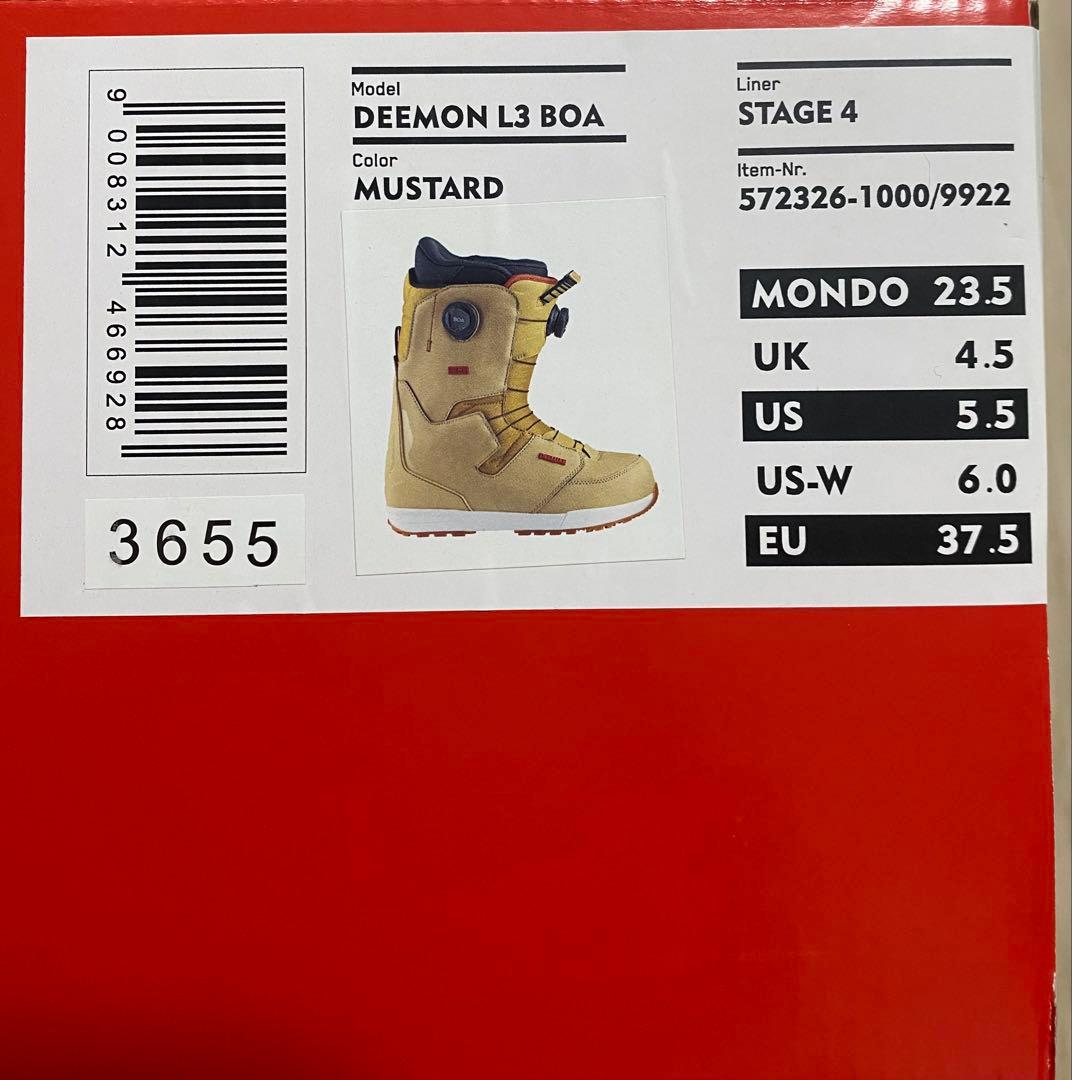 9 008312 466928
3655
Model
DEEMON L3 BOA
Color
MUSTARD
BOA
Liner
STAGE 4
Item-Nr.
572326-1000/9922
MONDO 23.5
UK 4.5
US 5.5
US-W 6.0
EU 37.5